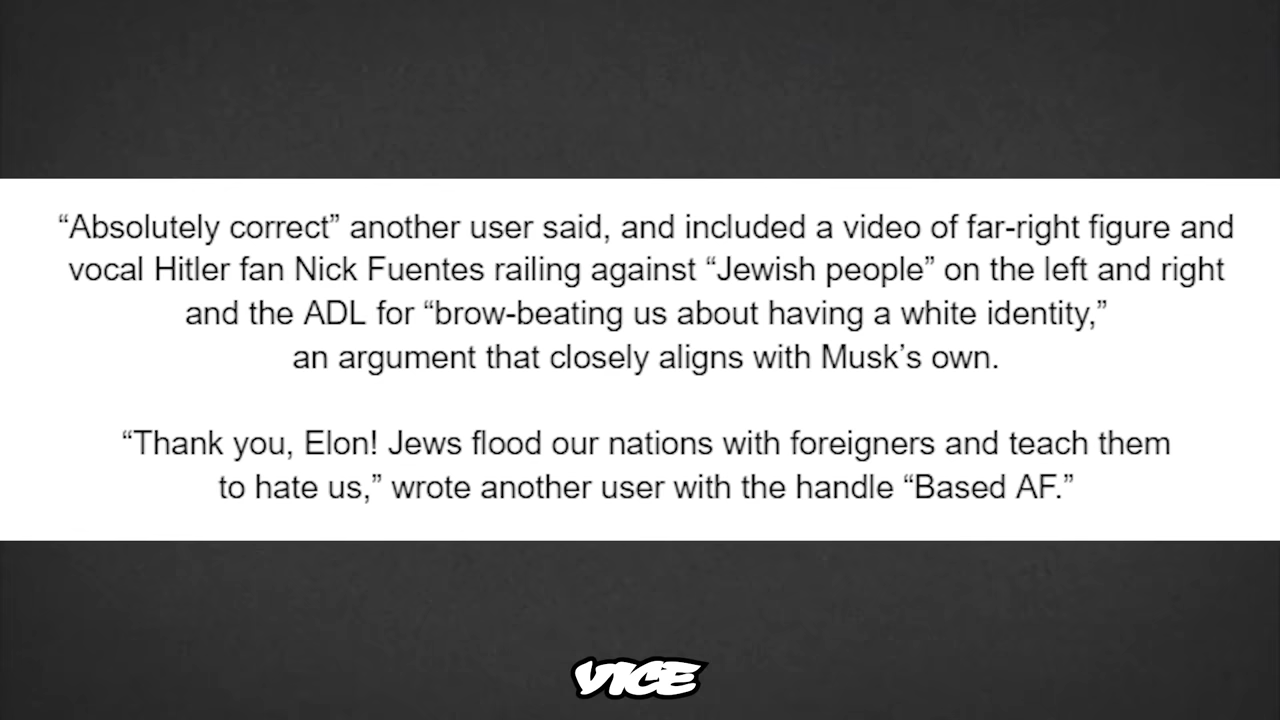 “Absolutely correct” another user said, and included a video of far-right figure and
vocal Hitler fan Nick Fuentes railing against “Jewish people” on the left and right
and the ADL for “brow-beating us about having a white identity,”
an argument that closely aligns with Musk’s own.
“Thank you, Elon! Jews flood our nations with foreigners and teach them
to hate us,” wrote another user with the handle “Based AF.”
VICE